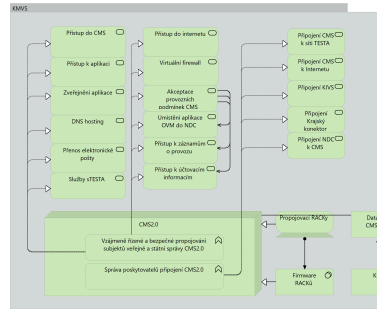 KMVS
Přístup do CMS
Přístup k aplikaci
Zveřejnění aplikace
DNS hosting
Přenos elektronické
pošty
Služby sTESTA
Přístup do internetu
Virtuální firewall
Akceptace
provozních
podmínek CMS
Umístění aplikace
OVM do NDC
Přístup k záznamům
o provozu
Přístup k účtovacím
informacím
Připojení CMS
k síti TESTA
Připojení CMS
k Internetu
Připojení KIVS
Připojení
Krajský
konektor
Připojení NDC
k CMS
CMS2.0
Vzájemné řízené a bezpečné propojování
subjektů veřejné a státní správy CMS2.0
Správa poskytovatelů připojení CMS2.0
Propojovací RACKy
Firmware
RACKů
Data
CMS
K